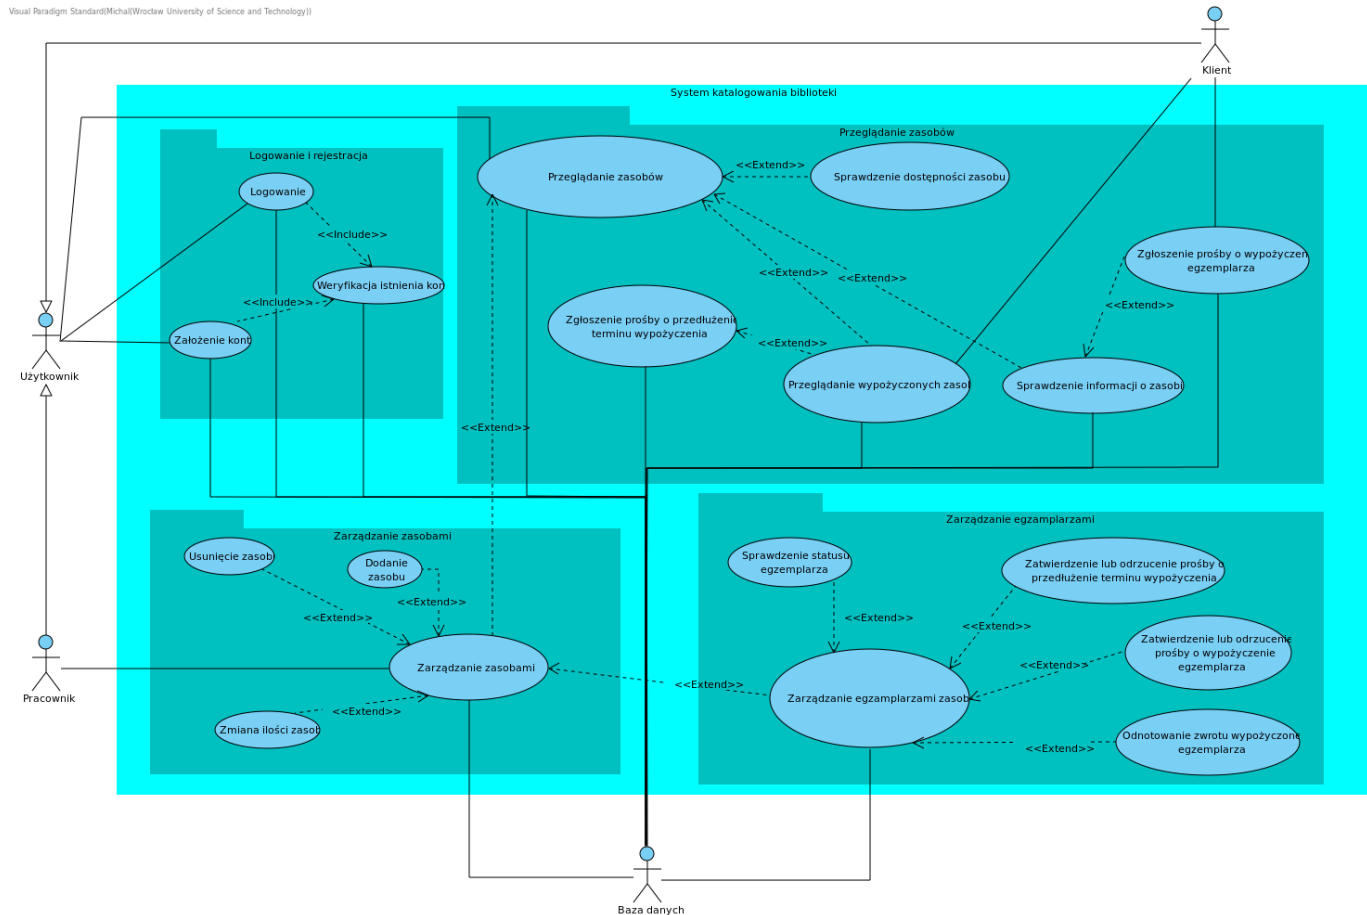 Visual Paradigm Standard(Michal(Wrocław University of Science and Technology))
Klient
System katalogowania biblioteki
Przeglądanie zasobów
Logowanie i rejestracja
<<Extend>>
Przeglądanie zasobów
Sprawdzenie dostępności zasobu
Logowanie
<<Include>>
Zgłoszenie prośby o wypożyczen
egzemplarza
<<Extend>>
<<Extend>>
Weryfikacja istnienia kon
<<Include>>
<<Extend>>
Zgłoszenie prośby o przedłużenie
terminu wypożyczenia
Założenie kont
<<Extend>>
Użytkownik
Przeglądanie wypożyczonych zasol
Sprawdzenie informacji o zasobi
<<Extend>>
Zarządzanie egzamplarzami
Zarządzanie zasobami
Usunięcie zasob
Dodanie
zasobu
Sprawdzenie statusu
egzemplarza
Zatwierdzenie lub odrzucenie prośby o
przedłużenie terminu wypożyczenia
<<Extend>>
<<Extend>>
<<Extend>>
<<Extend>>
Zatwierdzenie lub odrzucenie
prośby o wypożyczenie
egzemplarza
Zarządzanie zasobami
<<Extend>>
<<Extend>>
Pracownik
Zarządzanie egzamplarzami zasob
<<Extend>>
Zmiana ilości zasob
Odnotowanie zwrotu wypożyczone
egzemplarza
<<Extend>>
Baza danych